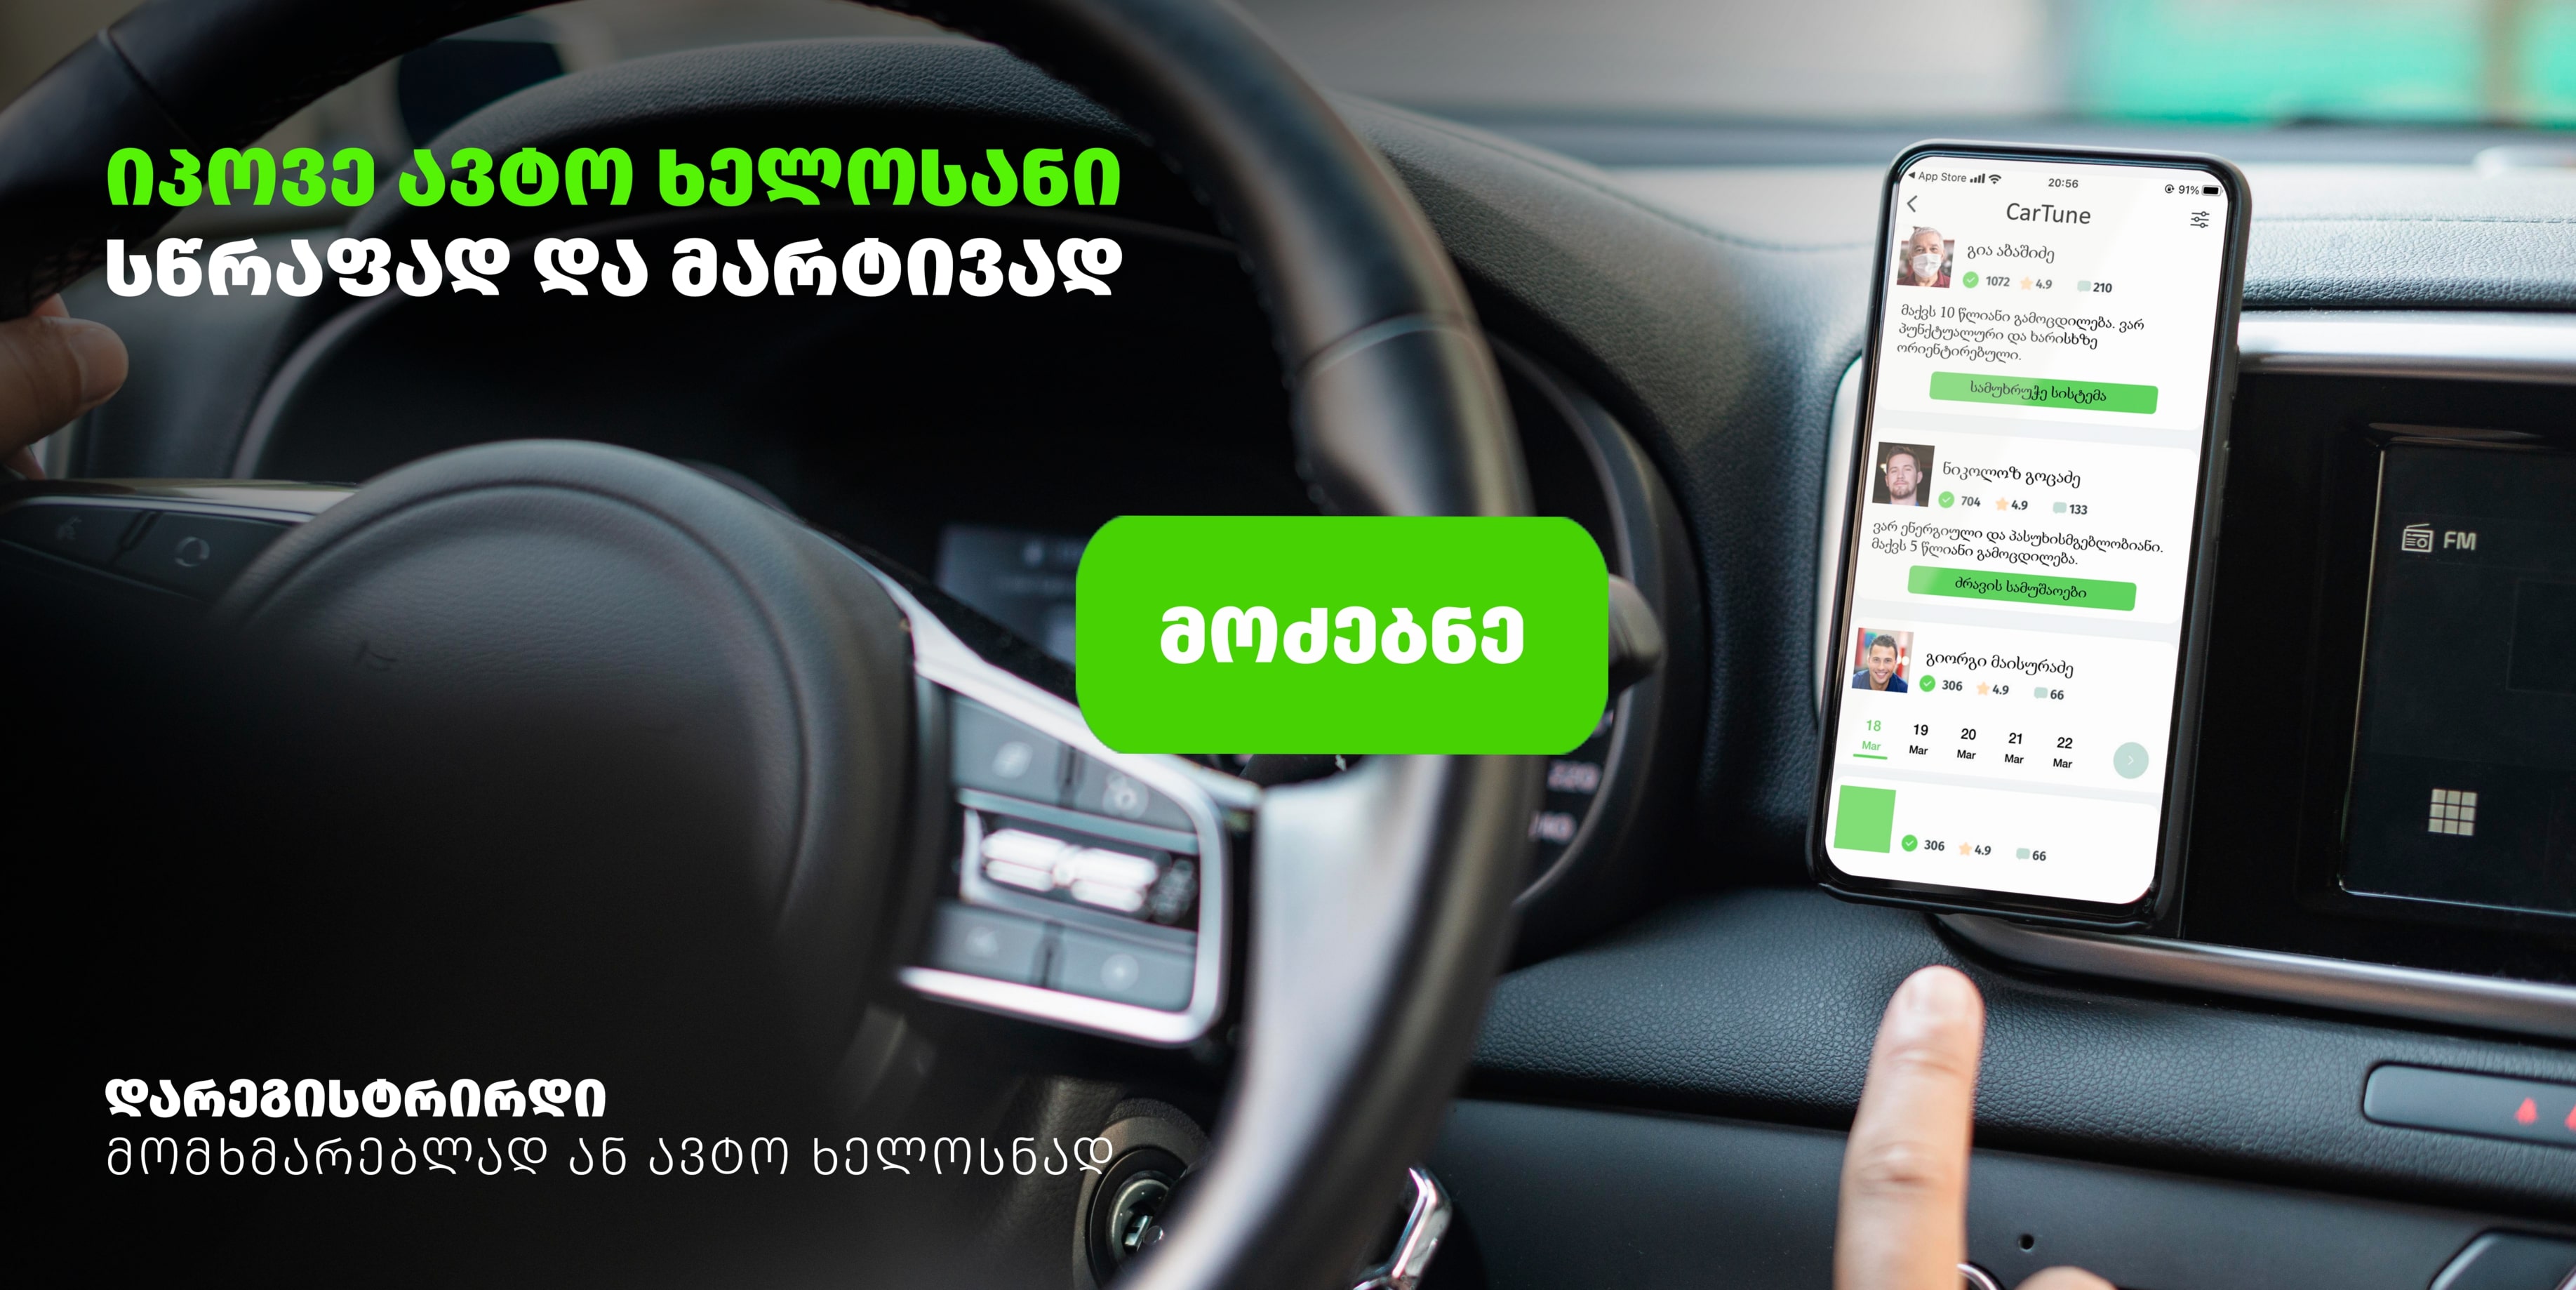 იპოვე ავტო ხელოსანი
სწრაფად და მარტივად
მოძებნე
დარეგისტრირდი
მომხმარებლად ან ავტო ხელოსნად
App Store 20:56 91%
CarTune
გია აბაშიძე
1072 4.9 210
მაქვს 10 წლიანი გამოცდილება. ვარ
პუნქტუალური და ხარისხზე
ორიენტირებული.
სამუხრუჭე სისტემა
ნიკოლოზ გოცაძე
704 4.9 133
ვარ ენერგიული და პასუხისმგებლობიანი.
მაქვს 5 წლიანი გამოცდილება.
ძრავის სამუშაოები
გიორგი მაისურაძე
306 4.9 66
18 19 20 21 22
Mar Mar Mar Mar Mar
306 4.9 66
FM